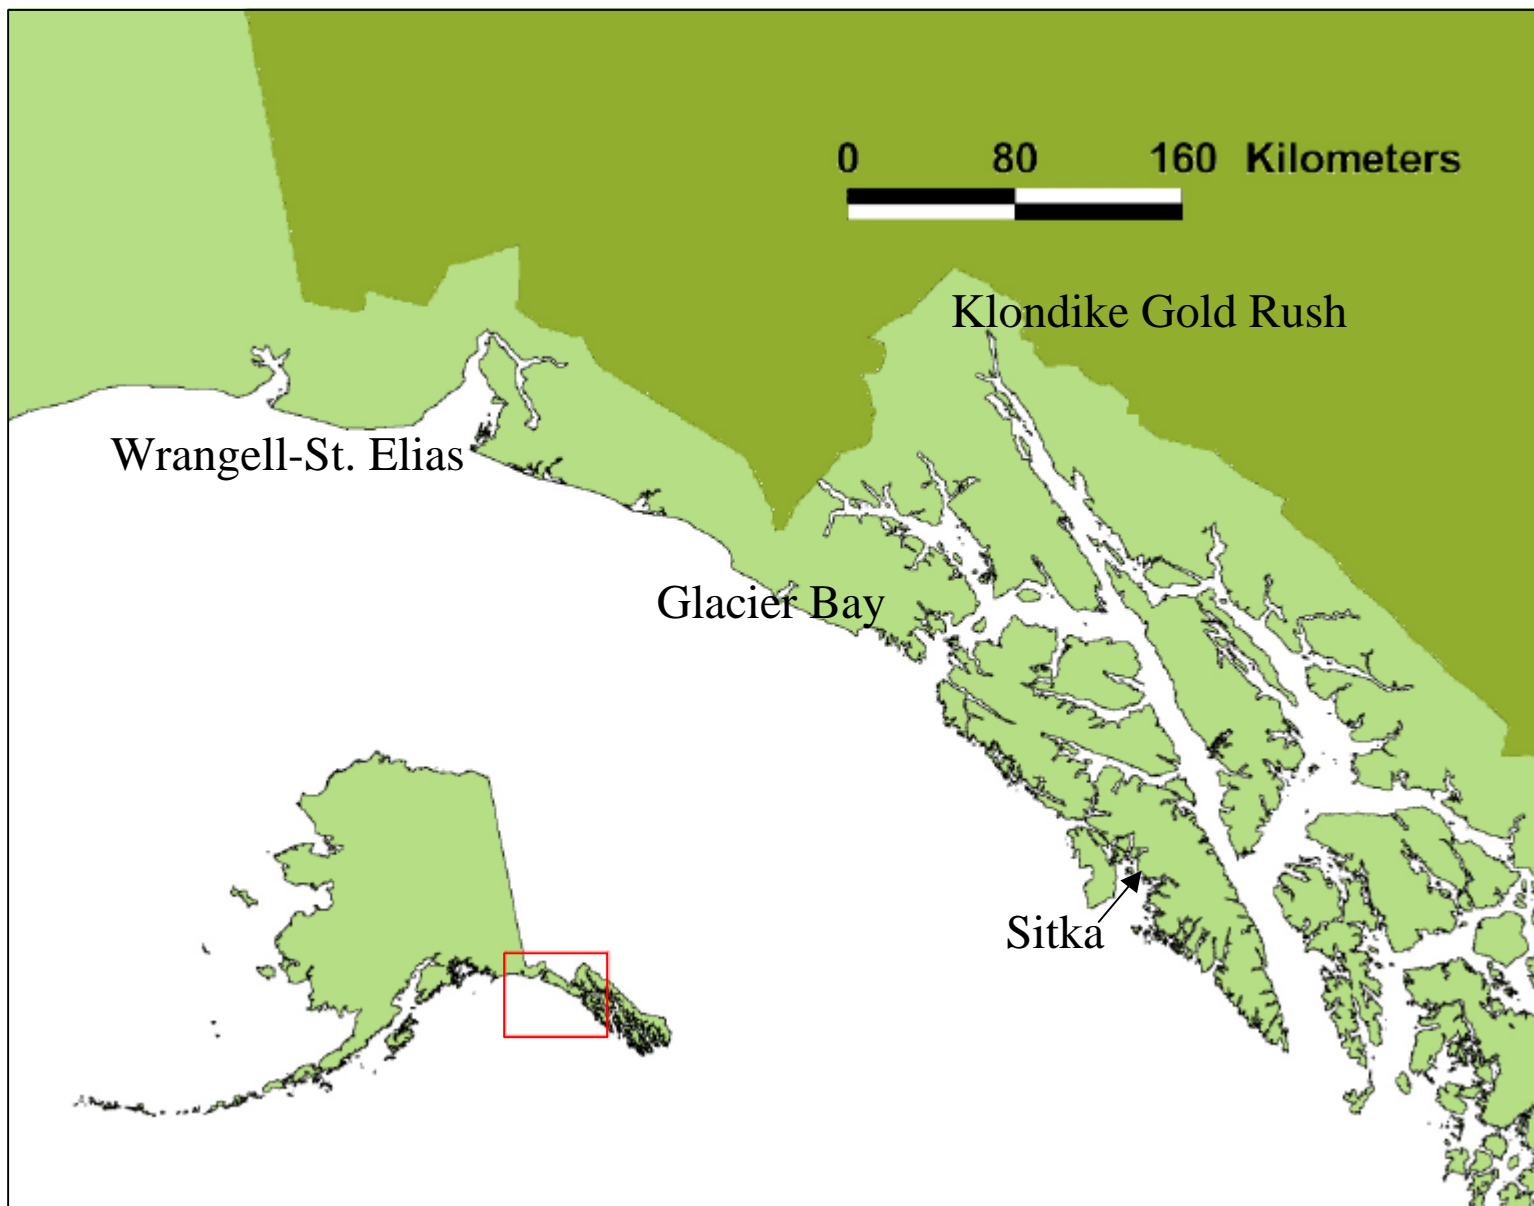 0 80 160 Kilometers
Klondike Gold Rush
Wrangell-St. Elias
Glacier Bay
Sitka